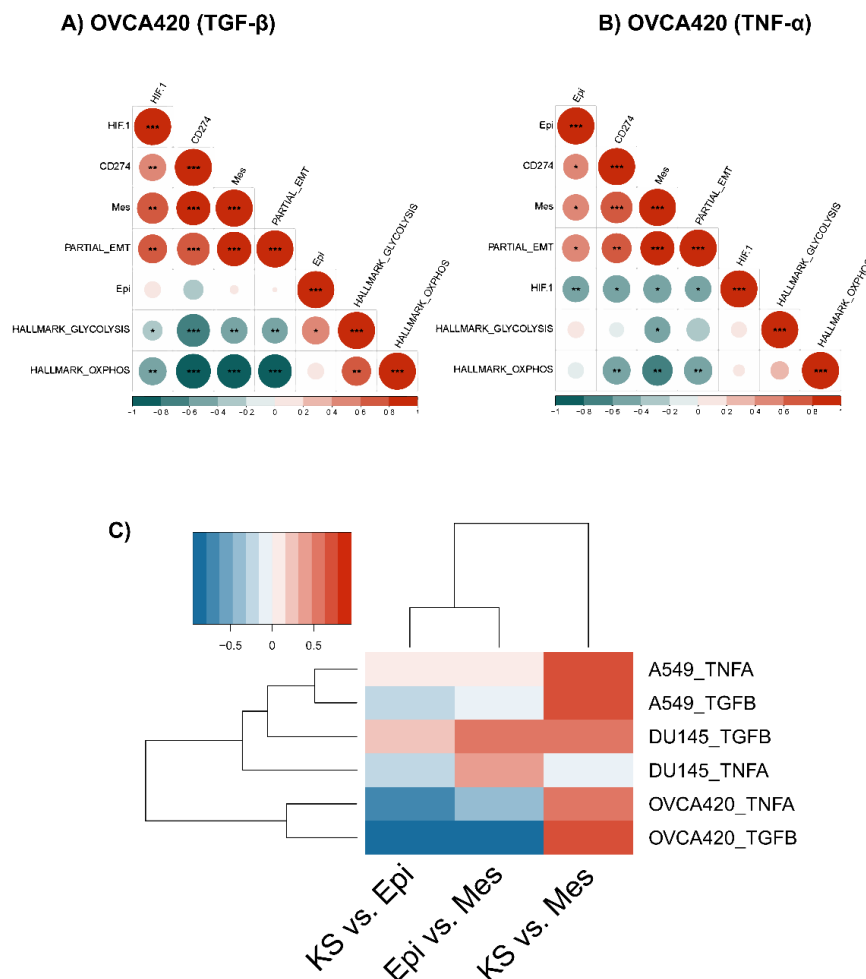 A) OVCA420 (TGF-β)
HIF.1
CD274
Mes
PARTIAL_EMT
Epi
HALLMARK_GLYCOLYSIS
HALLMARK_OXPHOS
HIF.1 ***
CD274 ** ***
Mes ** *** ***
PARTIAL_EMT ** *** *** ***
Epi ***
HALLMARK_GLYCOLYSIS * *** ** ** * ***
HALLMARK_OXPHOS ** *** *** *** ** ***
−1 −0.8 −0.6 −0.4 −0.2 0 0.2 0.4 0.6 0.8 1
B) OVCA420 (TNF-α)
Epi
CD274
Mes
PARTIAL_EMT
HIF.1
HALLMARK_GLYCOLYSIS
HALLMARK_OXPHOS
Epi ***
CD274 * ***
Mes * *** ***
PARTIAL_EMT * ** *** ***
HIF.1 ** * * * ***
HALLMARK_GLYCOLYSIS * ***
HALLMARK_OXPHOS ** ** ** ***
−1 −0.8 −0.6 −0.4 −0.2 0 0.2 0.4 0.6 0.8 1
C)
−0.5 0 0.5
A549_TNFA
A549_TGFB
DU145_TGFB
DU145_TNFA
OVCA420_TNFA
OVCA420_TGFB
KS vs. Epi
Epi vs. Mes
KS vs. Mes